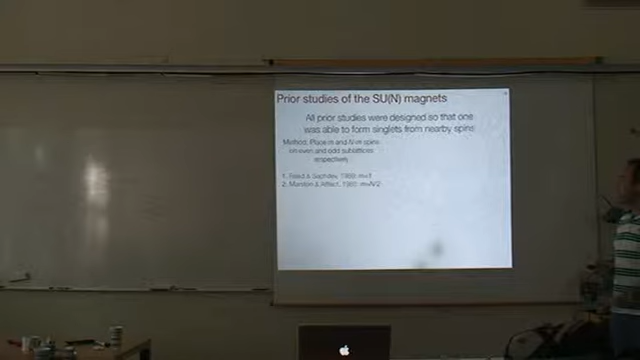 Prior studies of the SU(N) magnets
All prior studies were designed so that one
was able to form singlets from nearby spins
Method: Place m and N-m spins
on even and odd sublattices
respectively
1. Read & Sachdev, 1989: m=1
2. Marston & Affleck, 1989: m=N/2